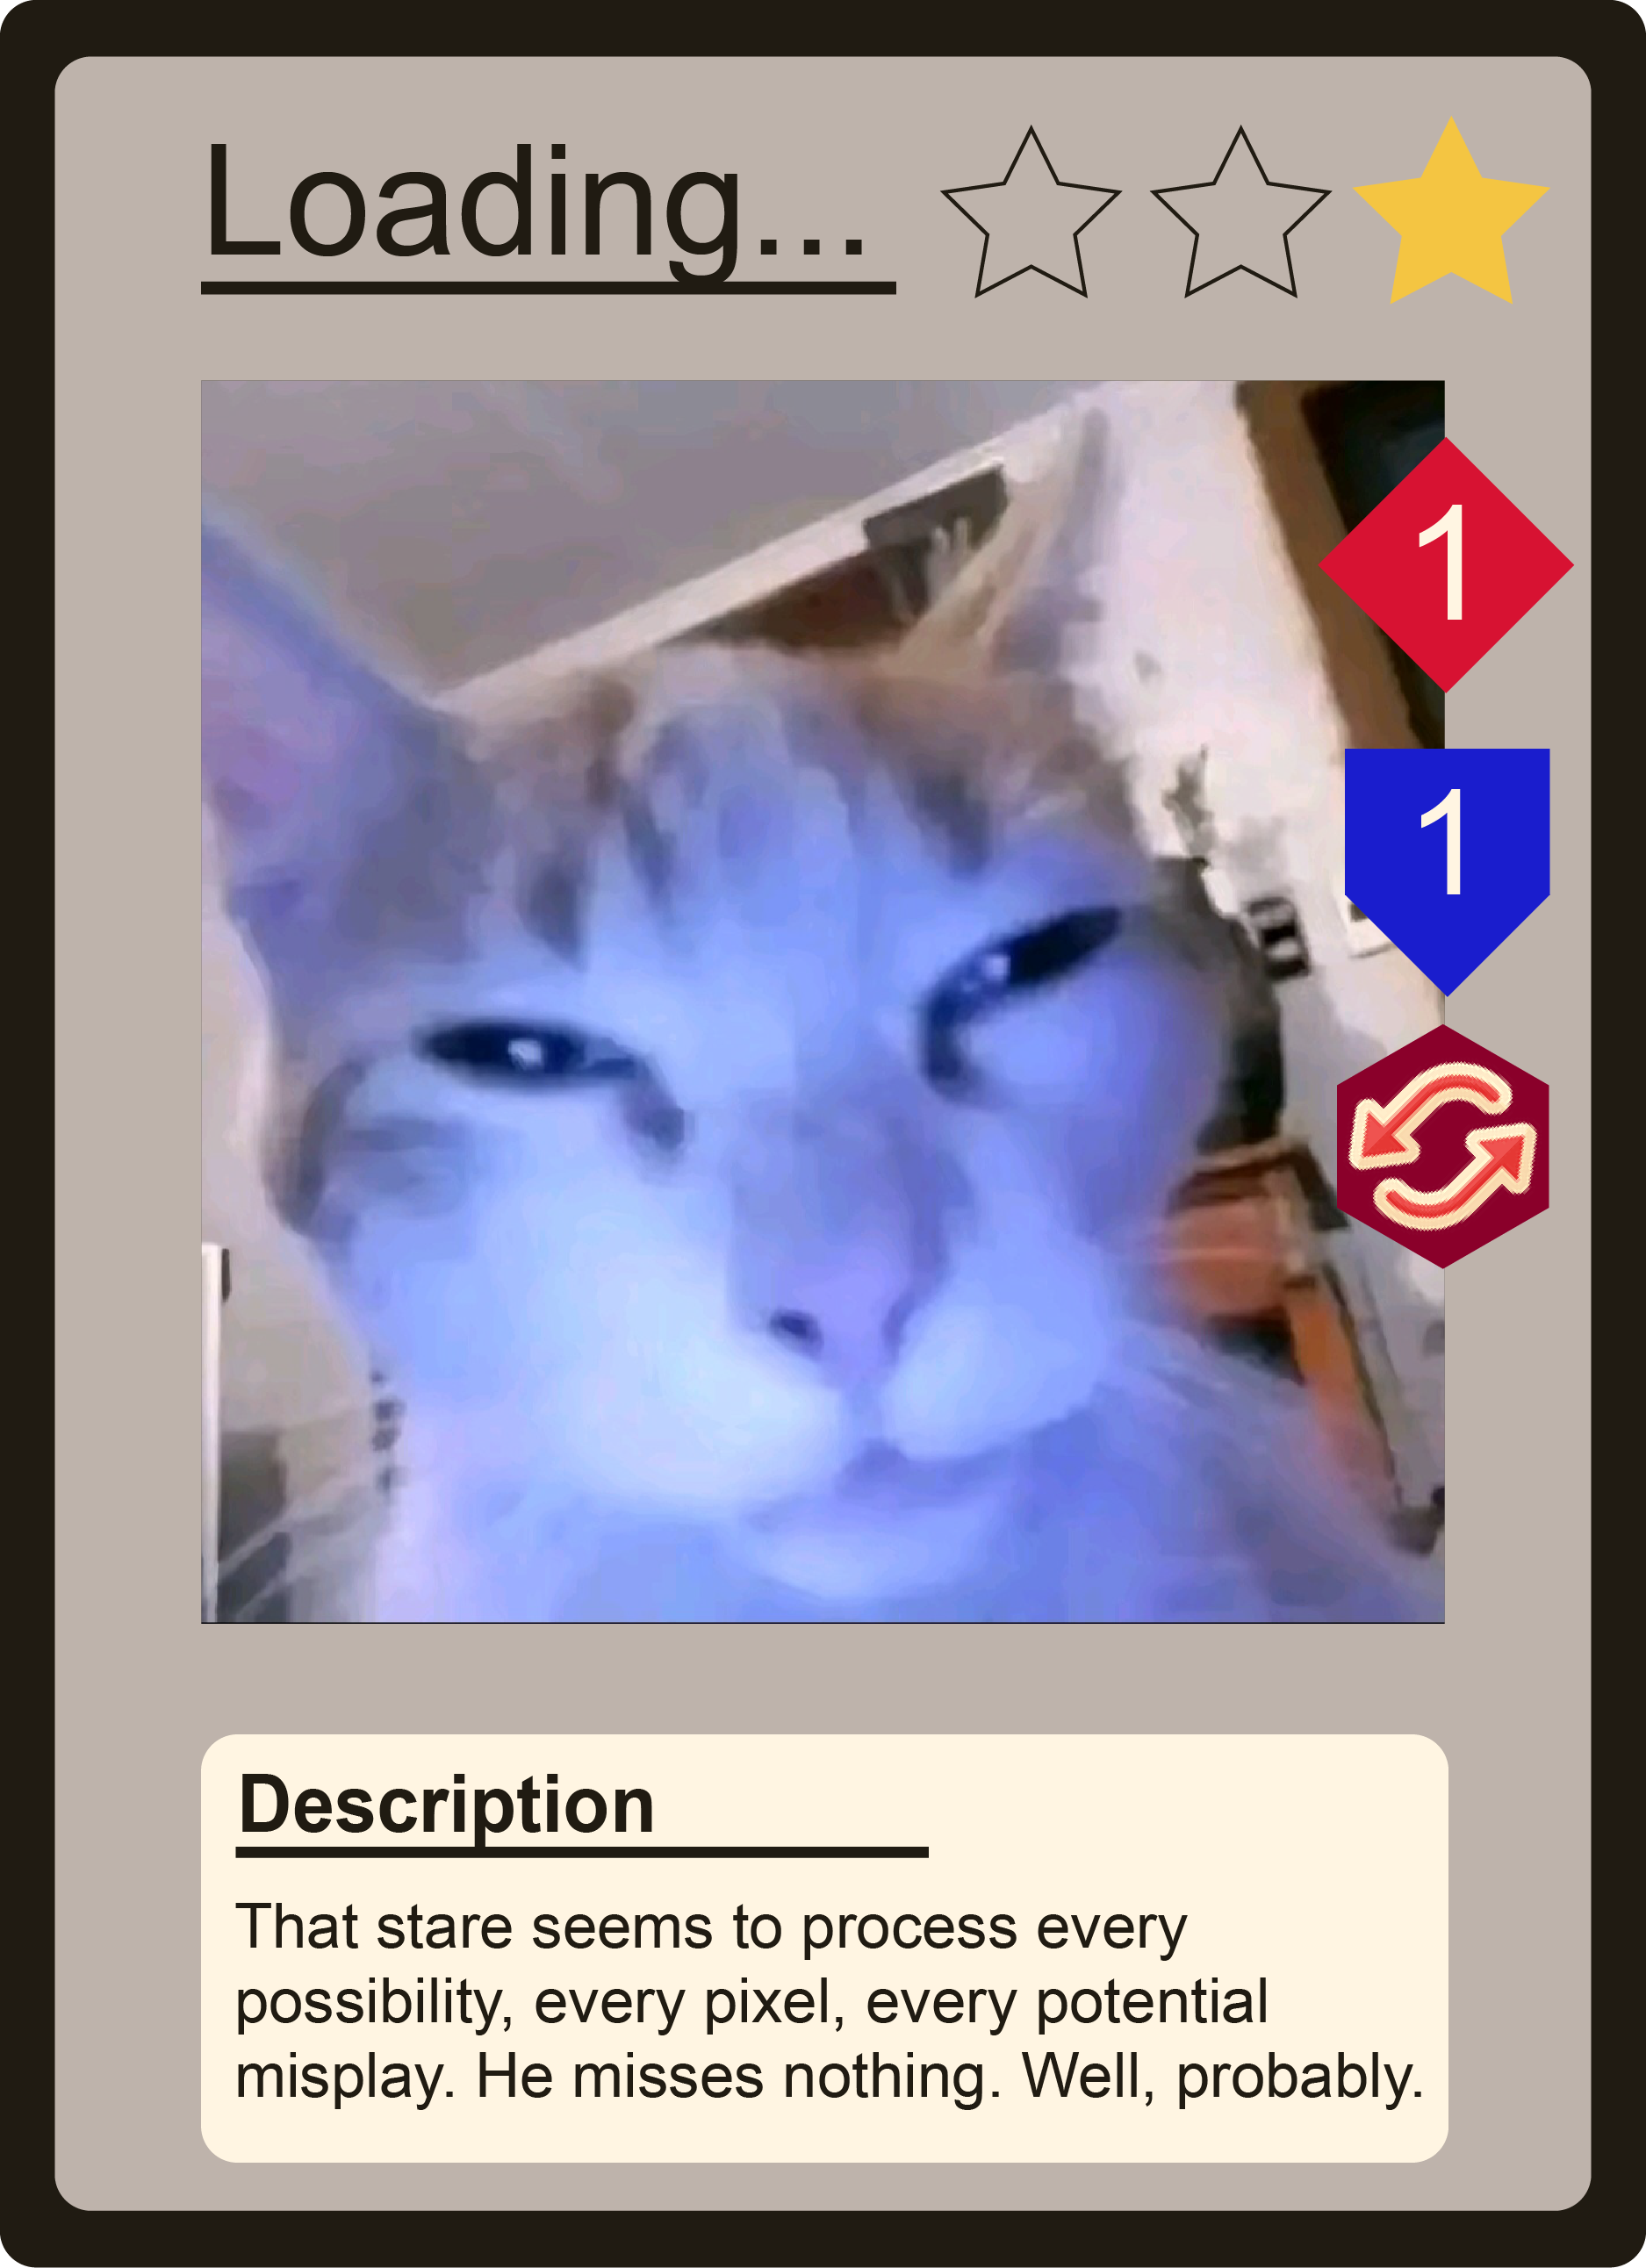 Loading...
1
1
Description
That stare seems to process every
possibility, every pixel, every potential
misplay. He misses nothing. Well, probably.